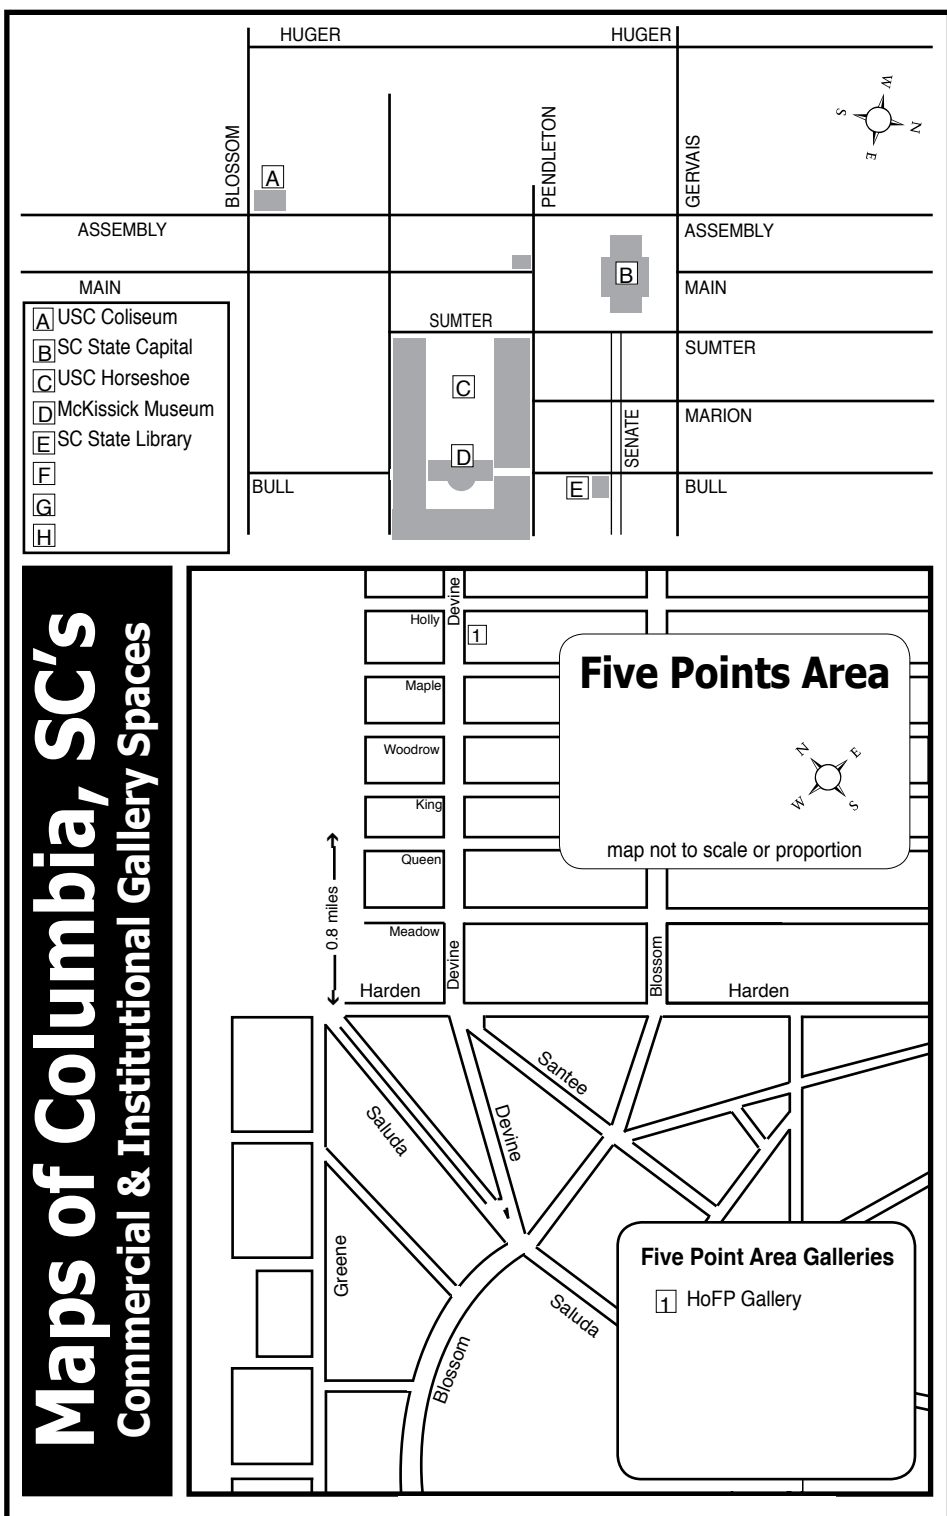 HUGER
HUGER
BLOSSOM
PENDLETON
GERVAIS
W
S
N
E
A
ASSEMBLY
ASSEMBLY
B
MAIN
MAIN
SUMTER
SUMTER
C
MARION
SENATE
D
BULL
E
BULL
A USC Coliseum
B SC State Capital
C USC Horseshoe
D McKissick Museum
E SC State Library
F
G
H
Maps of Columbia, SC's
Commercial & Institutional Gallery Spaces
Devine
Holly
1
Maple
Woodrow
King
Queen
Meadow
0.8 miles
Devine
Blossom
Harden
Harden
Five Points Area
N
E
W
S
map not to scale or proportion
Santee
Saluda
Devine
Greene
Saluda
Blossom
Five Point Area Galleries
1 HoFP Gallery